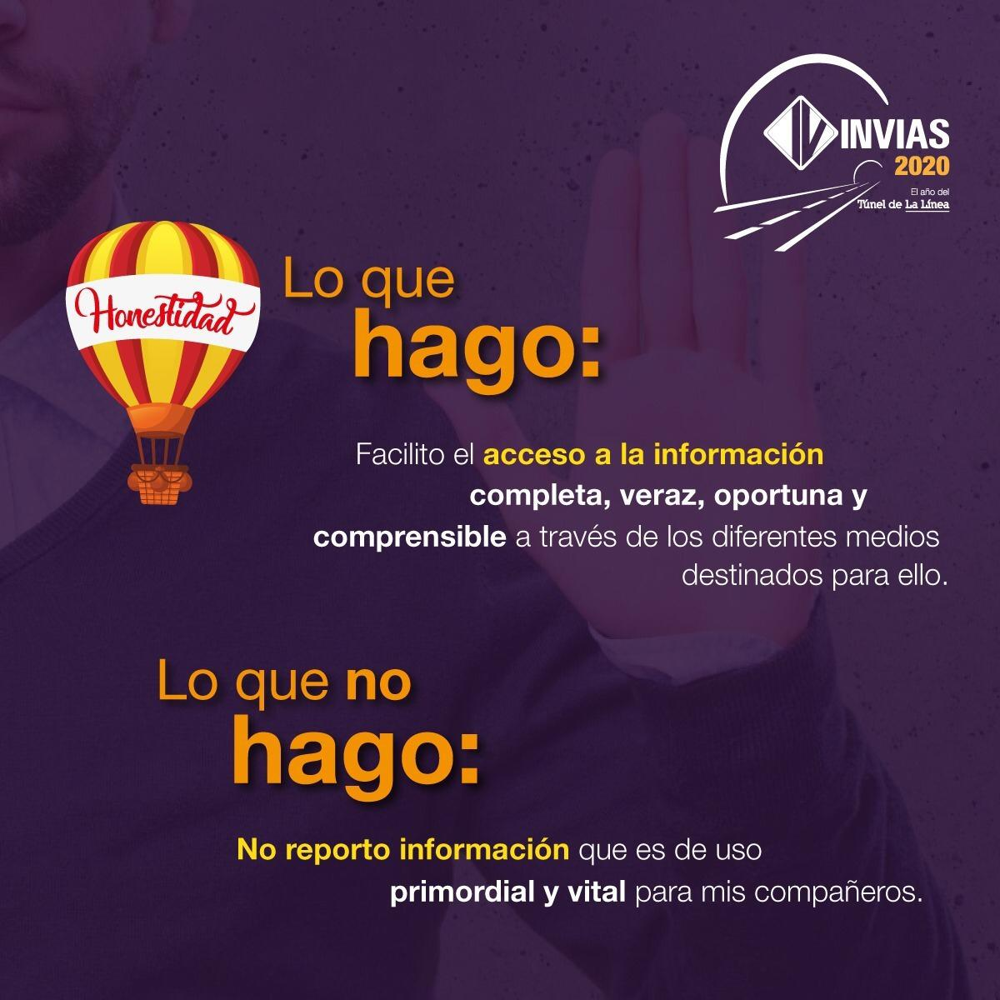 INVIAS
2020
El año del
Túnel de La Línea
Honestidad
Lo que
hago:
Facilito el acceso a la información
completa, veraz, oportuna y
comprensible a través de los diferentes medios
destinados para ello.
Lo que no
hago:
No reporto información que es de uso
primordial y vital para mis compañeros.